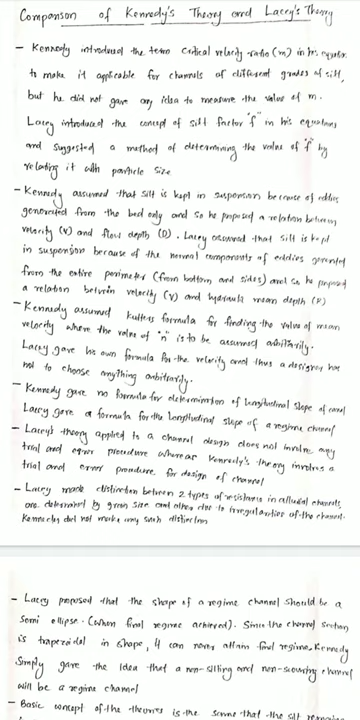 Comparison of Kennedy's Theory and Lacey's Theory
- Kennedy introduced the term critical velocity ratio (m) in his equation
to make it applicable for channels of different grades of silt,
but he did not gave any idea to measure the value of m.
Lacey introduced the concept of silt factor "f" in his equations
and suggested a method of determining the value of "f" by
relating it with particle size
- Kennedy assumed that silt is kept in suspension because of eddies
generated from the bed only and so he proposed a relation between
velocity (v) and flow depth (D). Lacey assumed that silt is kept
in suspension because of the normal components of eddies generated
from the entire perimeter (from bottom and sides) and so he proposed
a relation between velocity (v) and hydraulic mean depth (R)
- Kennedy assumed kutters formula for finding the value of mean
velocity where the value of "n" is to be assumed arbitrarily.
Lacey gave his own formula for the velocity and thus a designer has
not to choose anything arbitrarily.
- Kennedy gave no formula for determination of longitudinal slope of canal
Lacey gave a formula for the longitudinal slope of a regime channel
- Lacey's theory applied to a channel design does not involve any
trial and error procedure whereas Kennedy's theory involves a
trial and error procedure for design of channel
- Lacey made distinction between 2 types of resistance in alluvial channels,
one determined by grain size and other due to irregularities of the channel.
Kennedy did not make any such distinction
- Lacey proposed that the shape of a regime channel should be a
semi ellipse. (when final regime achieved). Since the channel section
is trapezoidal in shape, it can never attain final regime. Kennedy
simply gave the idea that a non-silting and non-scouring channel
will be a regime channel
- Basic concept of the theories is the same that the silt remains